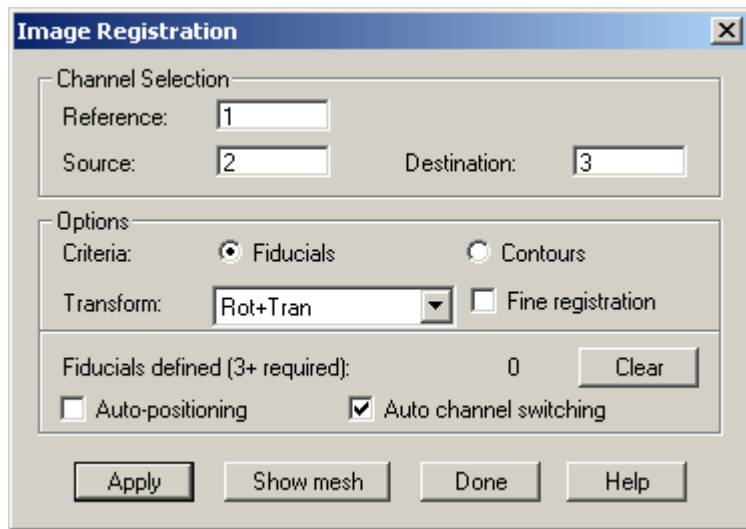 Image Registration
Channel Selection
Reference: 1
Source: 2 Destination: 3
Options
Criteria: Fiducials Contours
Transform: Rot+Tran Fine registration
Fiducials defined (3+ required): 0 Clear
Auto-positioning Auto channel switching
Apply Show mesh Done Help